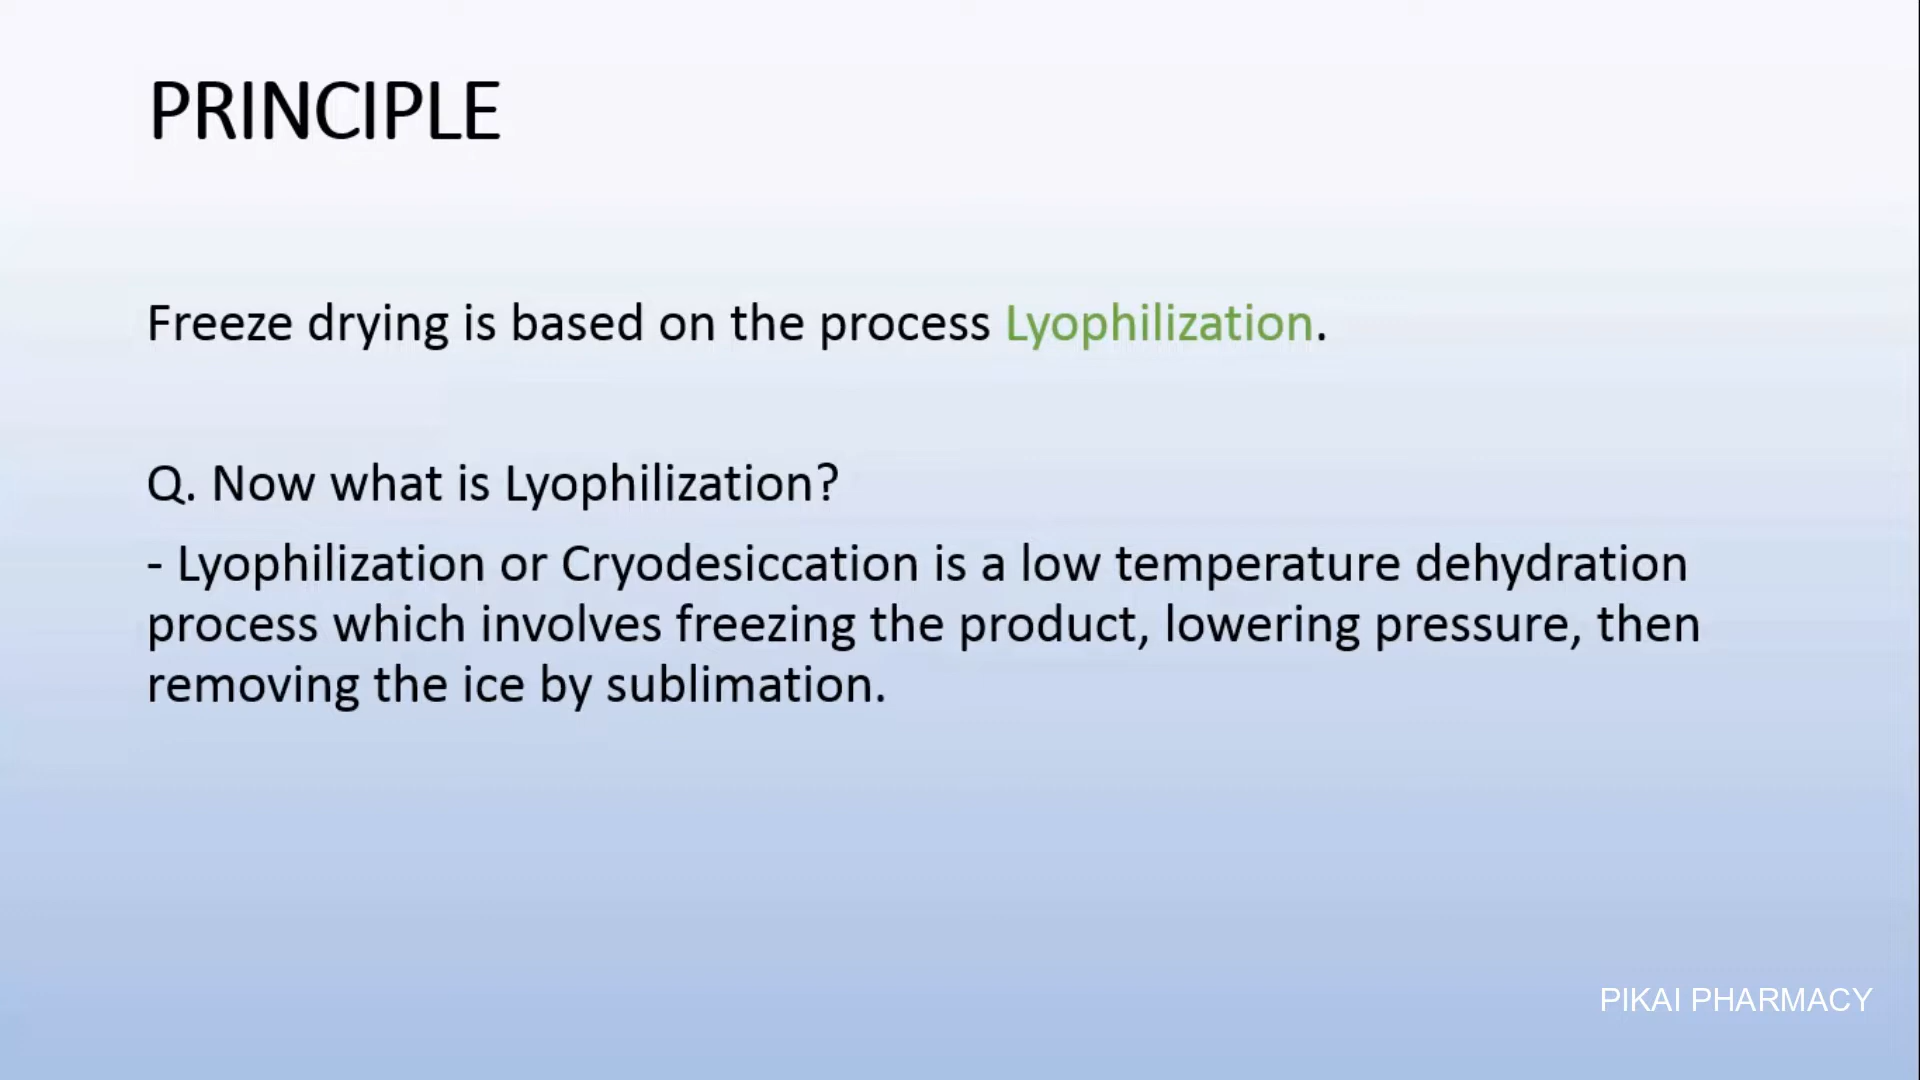 PRINCIPLE
Freeze drying is based on the process Lyophilization.
Q. Now what is Lyophilization?
- Lyophilization or Cryodesiccation is a low temperature dehydration
process which involves freezing the product, lowering pressure, then
removing the ice by sublimation.
PIKAI PHARMACY